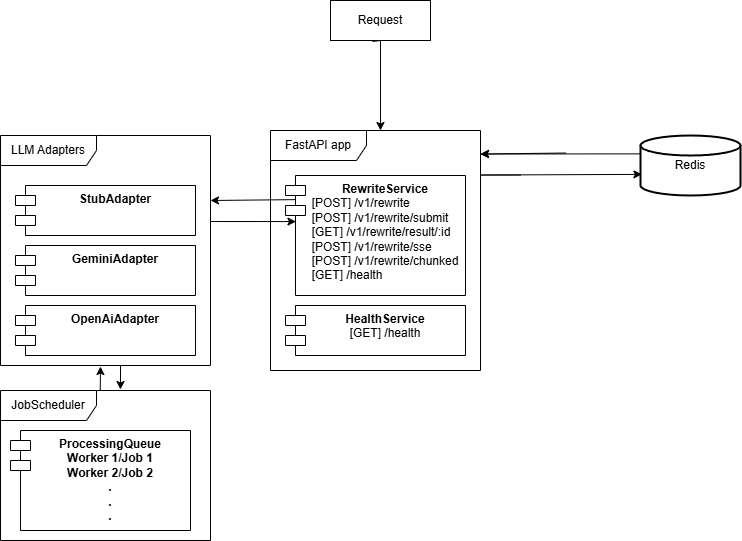 Request
FastAPI app
RewriteService
[POST] /v1/rewrite
[POST] /v1/rewrite/submit
[GET] /v1/rewrite/result/:id
[POST] /v1/rewrite/sse
[POST] /v1/rewrite/chunked
[GET] /health
HealthService
[GET] /health
Redis
LLM Adapters
StubAdapter
GeminiAdapter
OpenAiAdapter
JobScheduler
ProcessingQueue
Worker 1/Job 1
Worker 2/Job 2
.
.
.